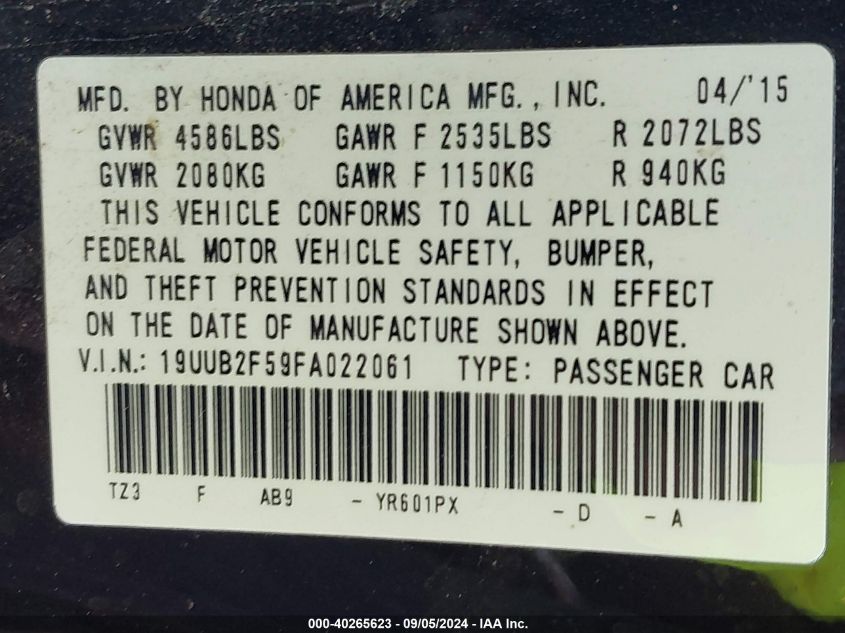 MFD. BY HONDA OF AMERICA MFG., INC. 04/'15
GVWR 4586LBS GAWR F 2535LBS R 2072LBS
GVWR 2080KG GAWR F 1150KG R 940KG
THIS VEHICLE CONFORMS TO ALL APPLICABLE
FEDERAL MOTOR VEHICLE SAFETY, BUMPER,
AND THEFT PREVENTION STANDARDS IN EFFECT
ON THE DATE OF MANUFACTURE SHOWN ABOVE.
V.I.N.: 19UUB2F59FA022061 TYPE: PASSENGER CAR
TZ3 F AB9 - YR601PX - D - A
000-40265623 - 09/05/2024 - IAA Inc.